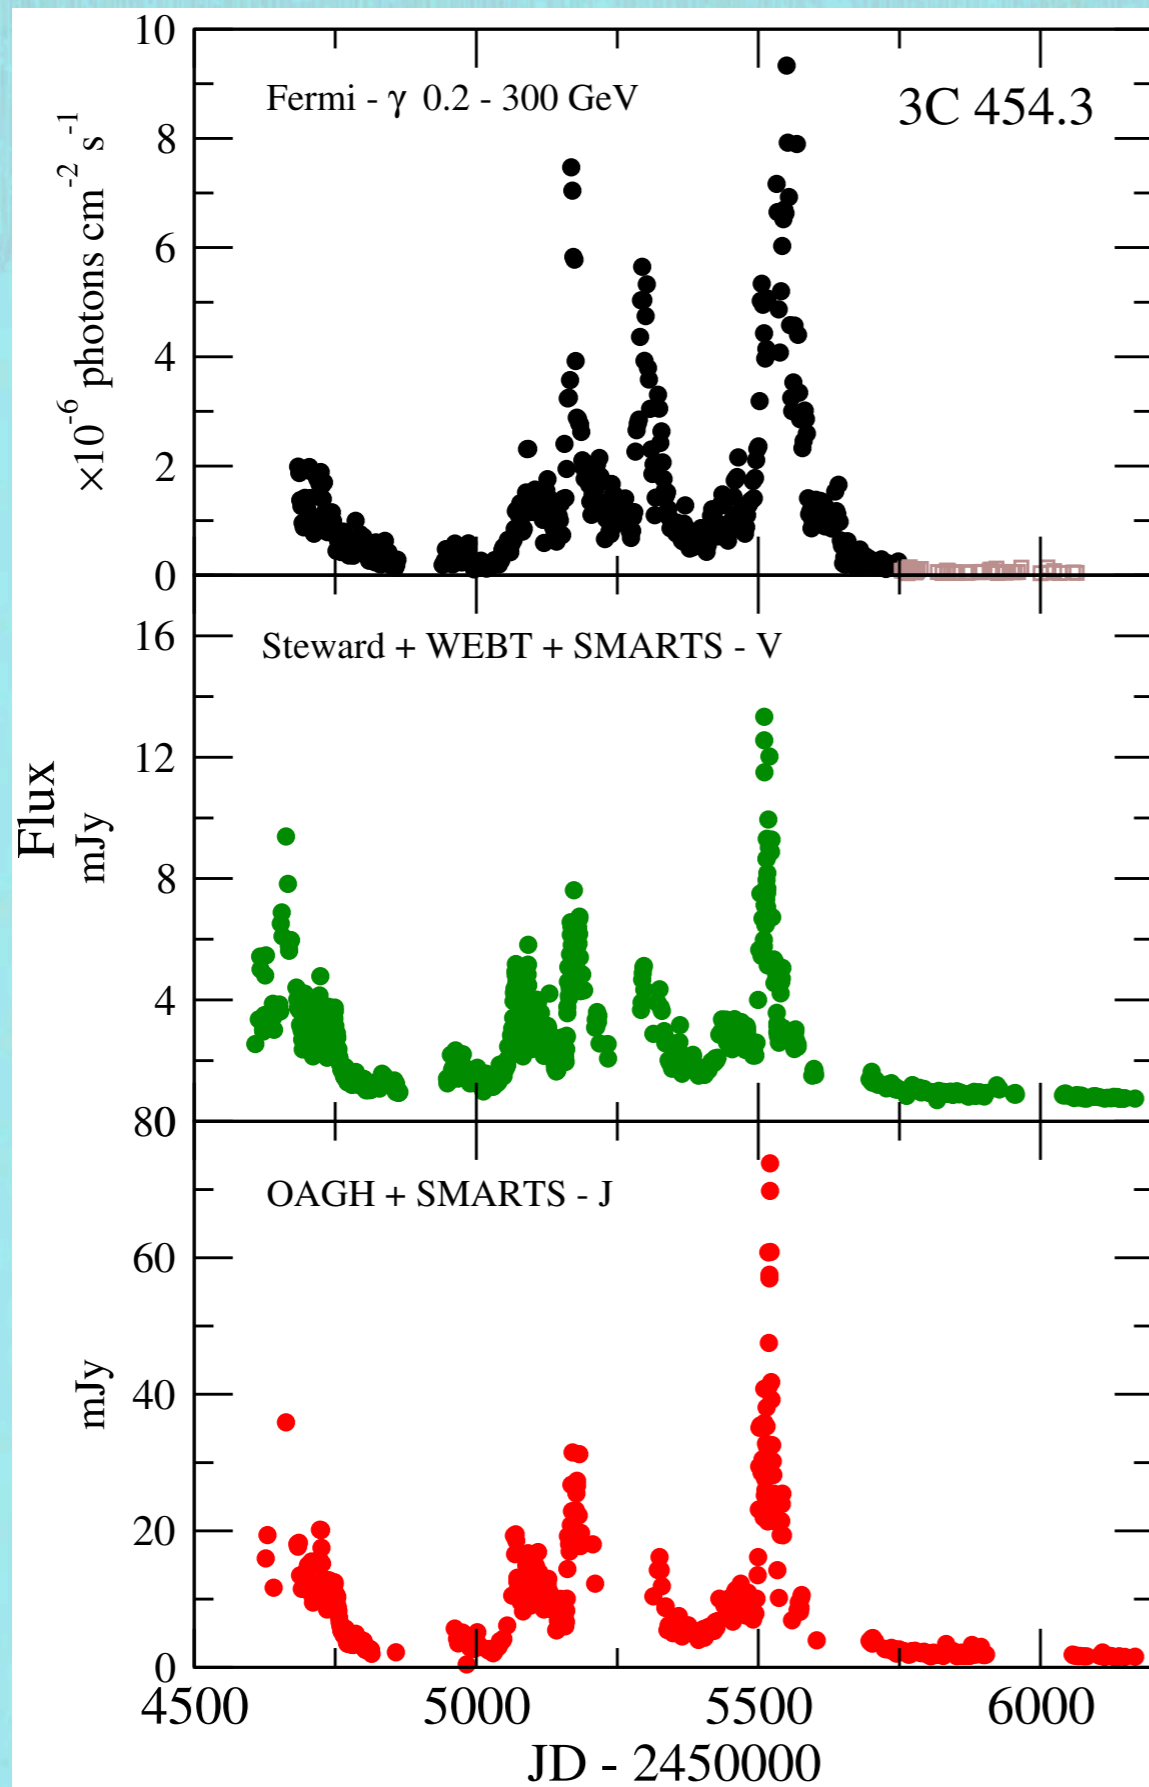 10
Fermi - γ 0.2 - 300 GeV
3C 454.3
8
6
4
2
0
×10⁻⁶ photons cm⁻² s⁻¹
16
Steward + WEBT + SMARTS - V
12
8
4
Flux
mJy
80
OAGH + SMARTS - J
60
40
20
0
mJy
4500 5000 5500 6000
JD - 2450000